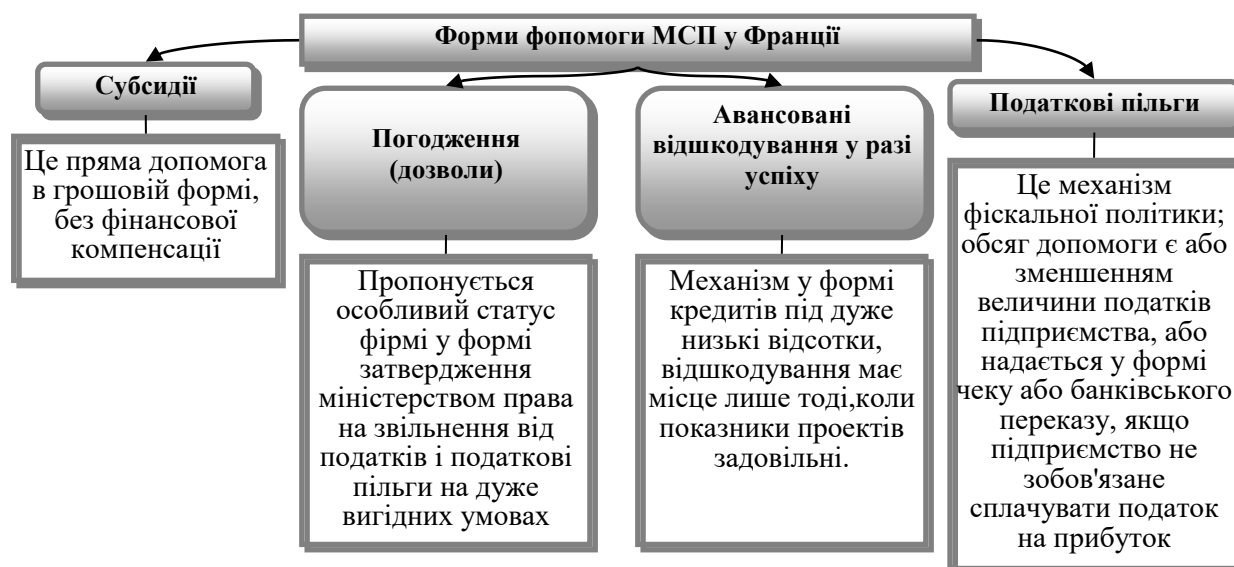 Форми фопомоги МСП у Франції
Субсидії
Це пряма допомога
в грошовій формі,
без фінансової
компенсації
Погодження
(дозволи)
Пропонується
особливий статус
фірмі у формі
затвердження
міністерством права
на звільнення від
податків і податкові
пільги на дуже
вигідних умовах
Авансовані
відшкодування у разі
успіху
Механізм у формі
кредитів під дуже
низькі відсотки,
відшкодування має
місце лише тоді,коли
показники проектів
задовільні.
Податкові пільги
Це механізм
фіскальної політики;
обсяг допомоги є або
зменшенням
величини податків
підприємства, або
надається у формі
чеку або банківського
переказу, якщо
підприємство не
зобов'язане
сплачувати податок
на прибуток